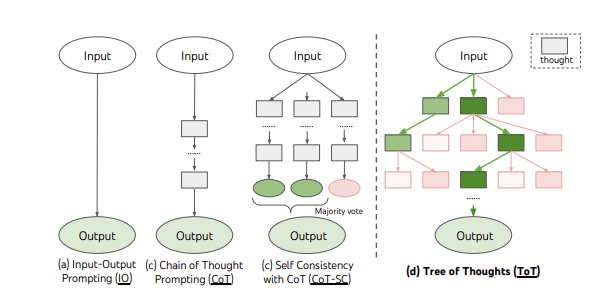 Input
Input
Input
Input
thought
......
......
......
......
......
Majority vote
Output
Output
Output
Output
(a) Input-Output
Prompting (IO)
(c) Chain of Thought
Prompting (CoT)
(c) Self Consistency
with CoT (CoT-SC)
(d) Tree of Thoughts (ToT)